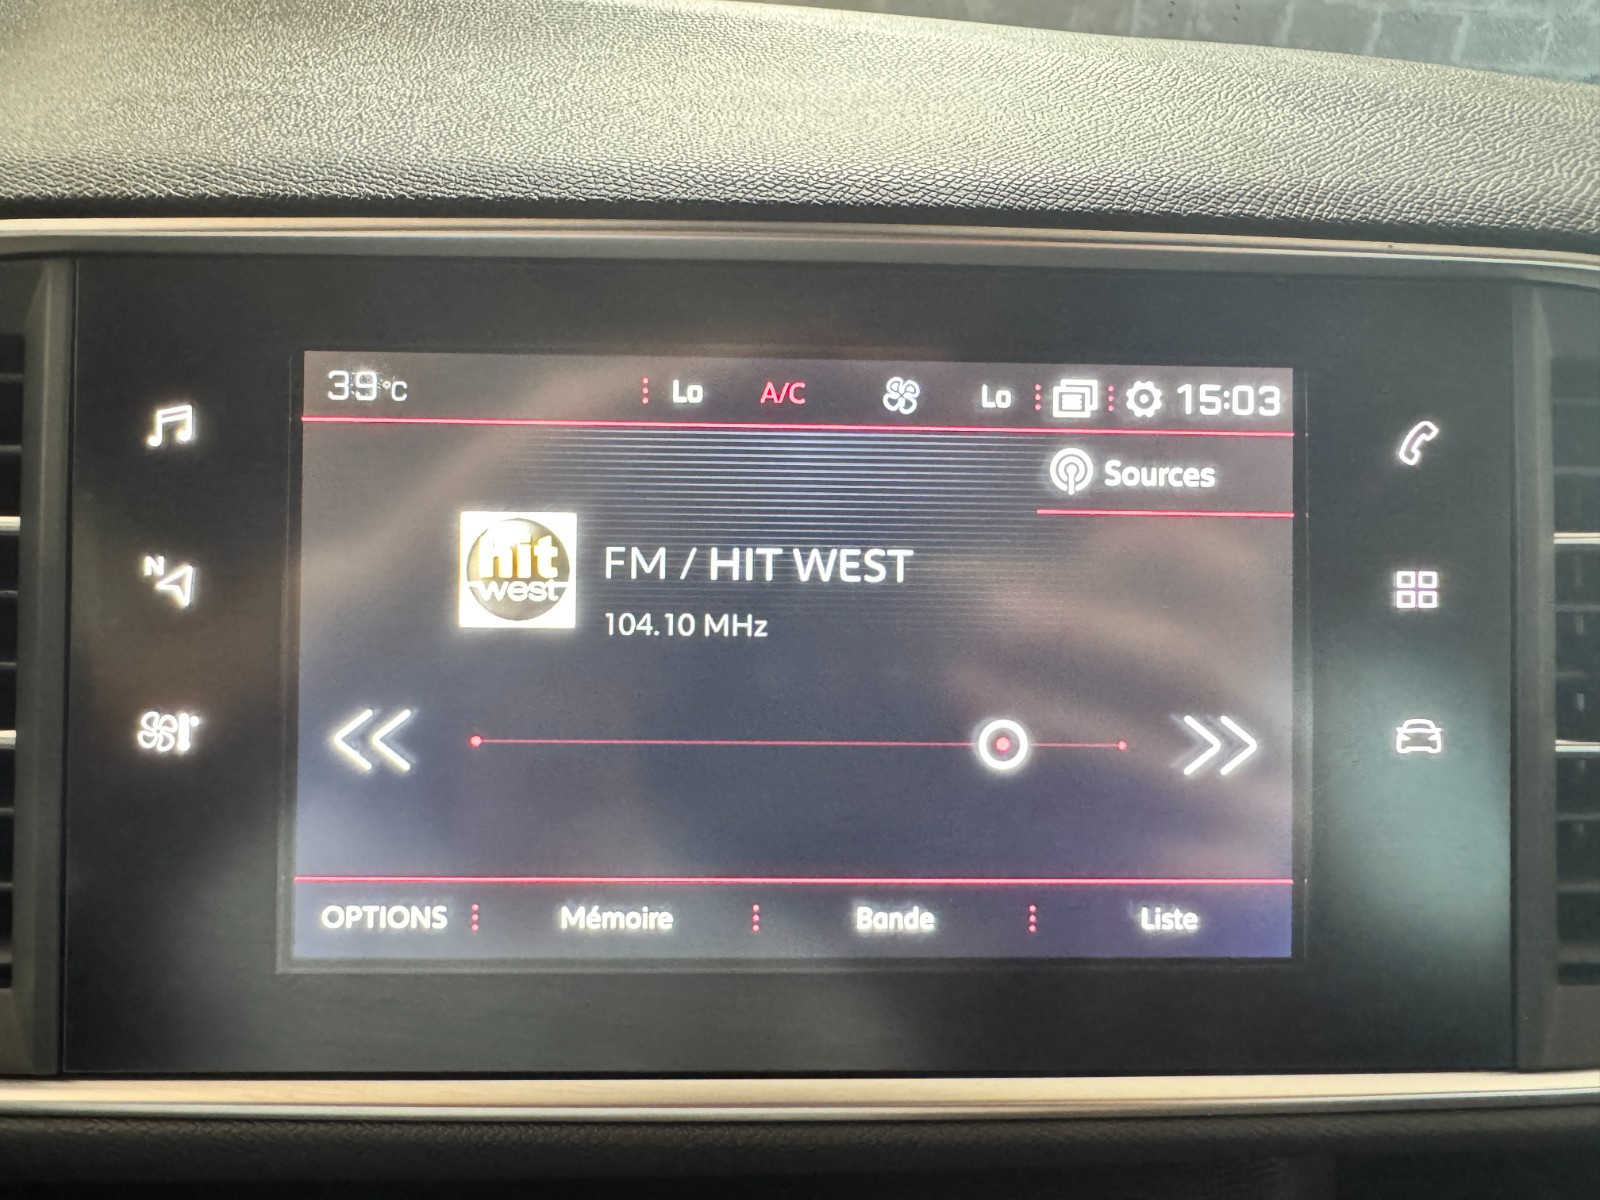 39°C Lo A/C Lo 15:03
Sources
hit
west
FM / HIT WEST
104.10 MHz
N
OPTIONS Mémoire Bande Liste